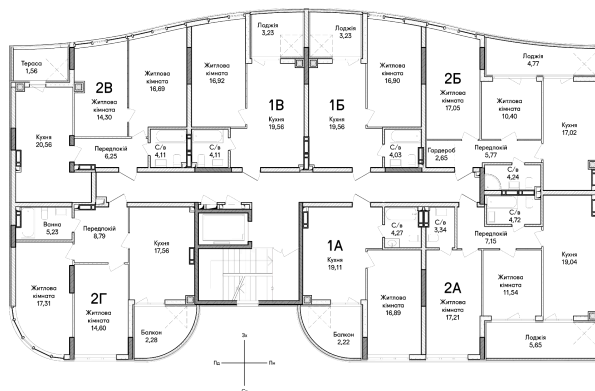 Тераса
1,56
2В
Житлова
кімната
14,30
Житлова
кімната
16,69
Житлова
кімната
16,92
Лоджія
3,23
Лоджія
3,23
Житлова
кімната
16,90
2Б
Житлова
кімната
17,05
Лоджія
4,77
Житлова
кімната
10,40
Кухня
17,02
Кухня
20,56
Передпокій
6,25
С/в
4,11
С/в
4,11
1В
Кухня
19,56
1Б
Кухня
19,56
С/в
4,03
Гардероб
2,65
Передпокій
5,77
С/в
4,24
Ванна
5,23
Передпокій
8,79
Кухня
17,56
1А
Кухня
19,11
С/в
4,27
С/в
3,34
С/в
4,72
Передпокій
7,15
Кухня
19,04
Житлова
кімната
17,31
2Г
Житлова
кімната
14,60
Балкон
2,28
Балкон
2,22
Житлова
кімната
16,89
2А
Житлова
кімната
17,21
Житлова
кімната
11,54
Лоджія
5,65
Зх
Пд
Пн
Сх